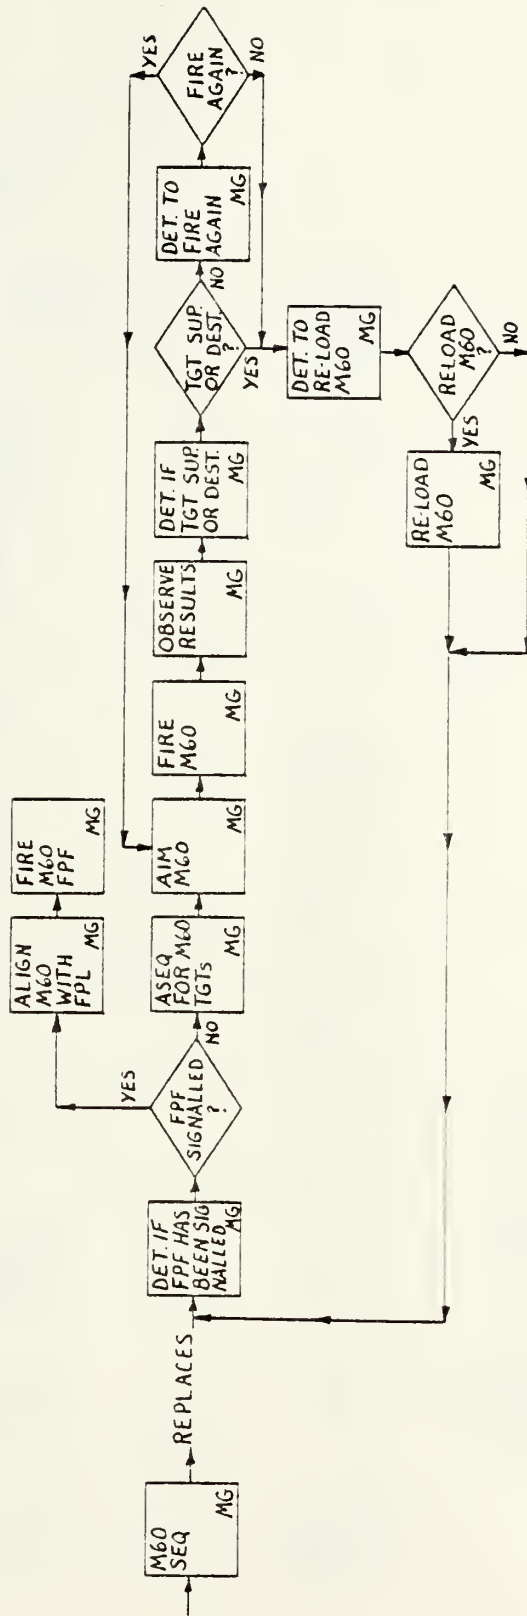 M60
SEQ
MG
REPLACES
DET. IF
FPF HAS
BEEN SIG
NALLED
MG
FPF
SIGNALLED
?
YES
NO
ALIGN
M60
WITH
FPL
MG
FIRE
M60
FPF
MG
ASEQ
FOR M60
TGTs
MG
AIM
M60
MG
FIRE
M60
MG
OBSERVE
RESULTS
MG
DET. IF
TGT SUP.
OR DEST.
MG
TGT SUP.
OR DEST.
?
NO
YES
DET. TO
FIRE
AGAIN
MG
FIRE
AGAIN
?
YES
NO
DET. TO
RE-LOAD
M60
MG
RE-LOAD
M60
?
YES
NO
RE-LOAD
M60
MG